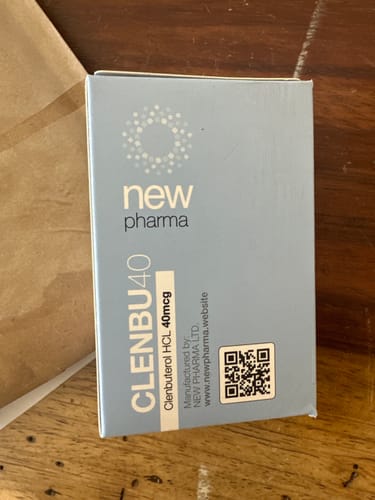 new
pharma
CLENBU40
Clenbuterol HCL 40mcg
Manufactured by:
NEW PHARMA LTD.
www.newpharma.website